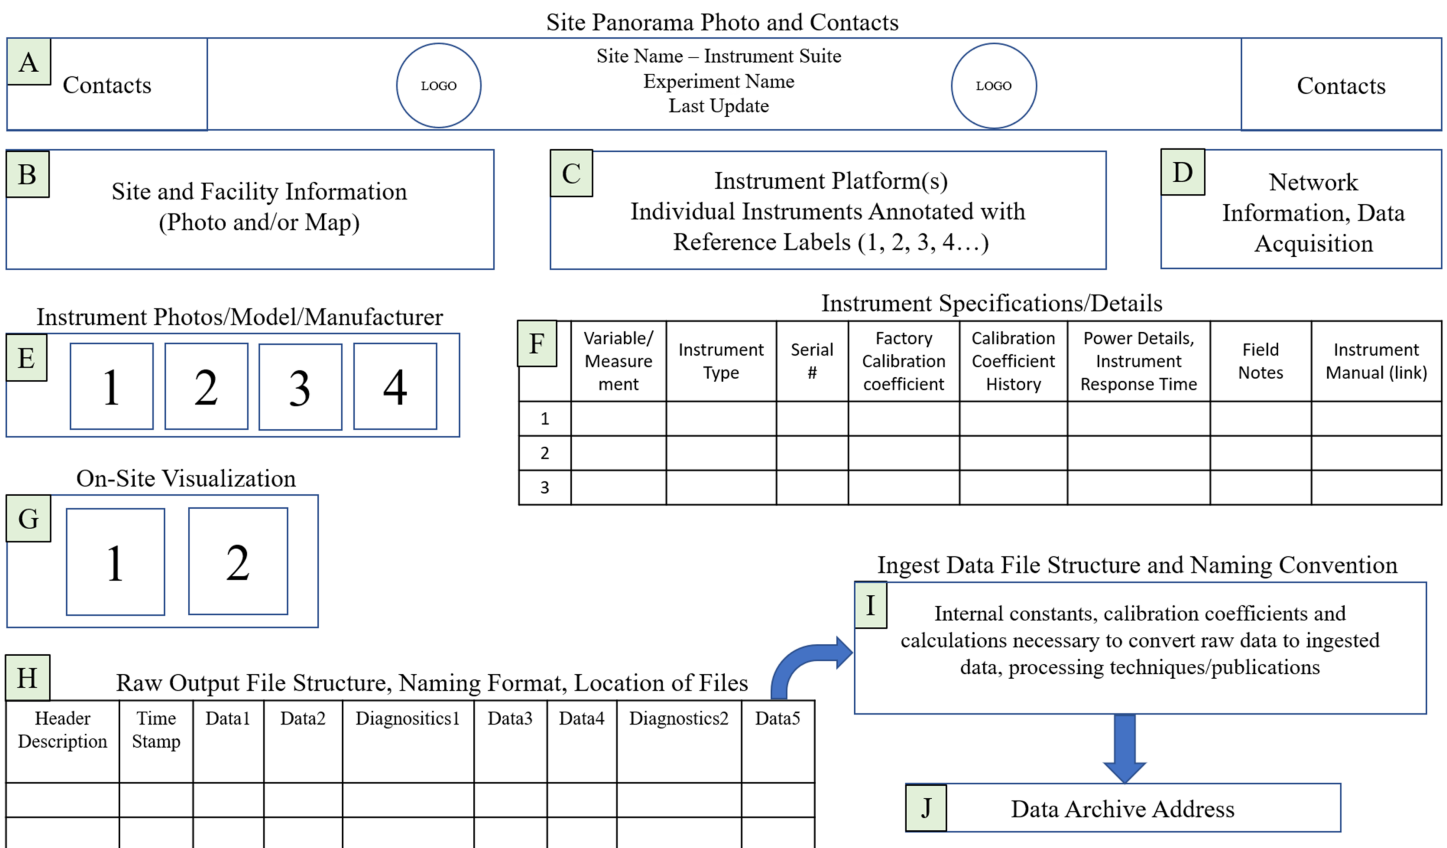 Site Panorama Photo and Contacts
A
Contacts
LOGO
Site Name – Instrument Suite
Experiment Name
Last Update
LOGO
Contacts
B
Site and Facility Information
(Photo and/or Map)
C
Instrument Platform(s)
Individual Instruments Annotated with
Reference Labels (1, 2, 3, 4…)
D
Network
Information, Data
Acquisition
Instrument Photos/Model/Manufacturer
E
1
2
3
4
Instrument Specifications/Details
F
Variable/
Measure
ment
Instrument
Type
Serial
#
Factory
Calibration
coefficient
Calibration
Coefficient
History
Power Details,
Instrument
Response Time
Field
Notes
Instrument
Manual (link)
1
2
3
On-Site Visualization
G
1
2
H
Raw Output File Structure, Naming Format, Location of Files
Header
Description
Time
Stamp
Data1
Data2
Diagnositics1
Data3
Data4
Diagnostics2
Data5
Ingest Data File Structure and Naming Convention
I
Internal constants, calibration coefficients and
calculations necessary to convert raw data to ingested
data, processing techniques/publications
J
Data Archive Address